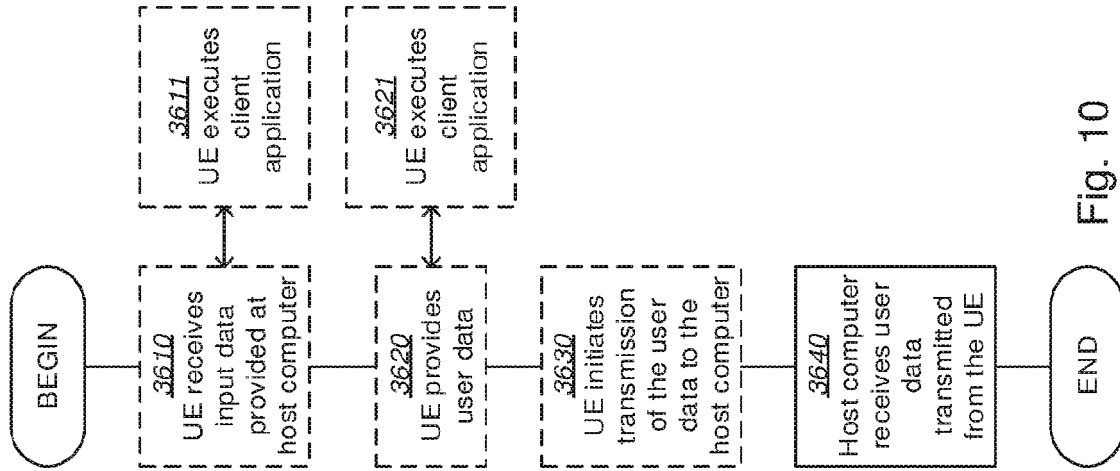 BEGIN
3610
UE receives
input data
provided at
host computer
3611
UE executes
client
application
3620
UE provides
user data
3621
UE executes
client
application
3630
UE initiates
transmission
of the user
data to the
host computer
3640
Host computer
receives user
data
transmitted
from the UE
END
Fig. 10